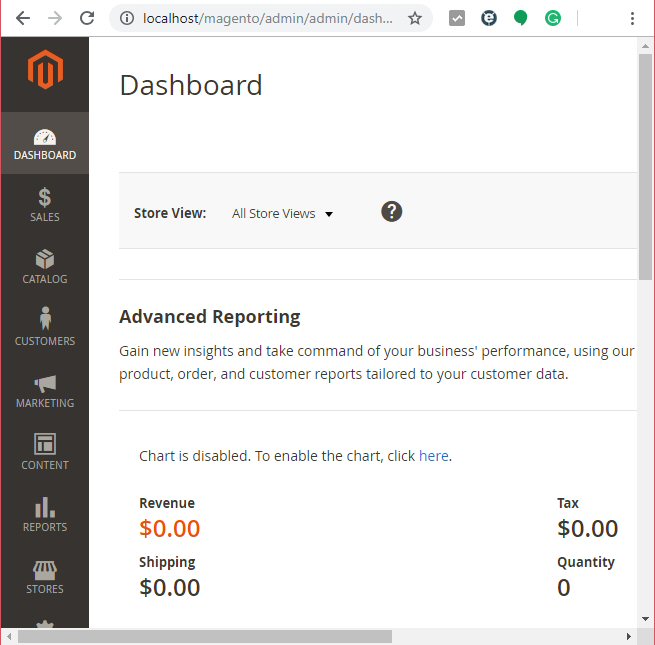 localhost/magento/admin/admin/dash...
Dashboard
DASHBOARD
SALES
CATALOG
CUSTOMERS
MARKETING
CONTENT
REPORTS
STORES
Store View: All Store Views ?
Advanced Reporting
Gain new insights and take command of your business' performance, using our
product, order, and customer reports tailored to your customer data.
Chart is disabled. To enable the chart, click here.
Revenue Tax
$0.00 $0.00
Shipping Quantity
$0.00 0